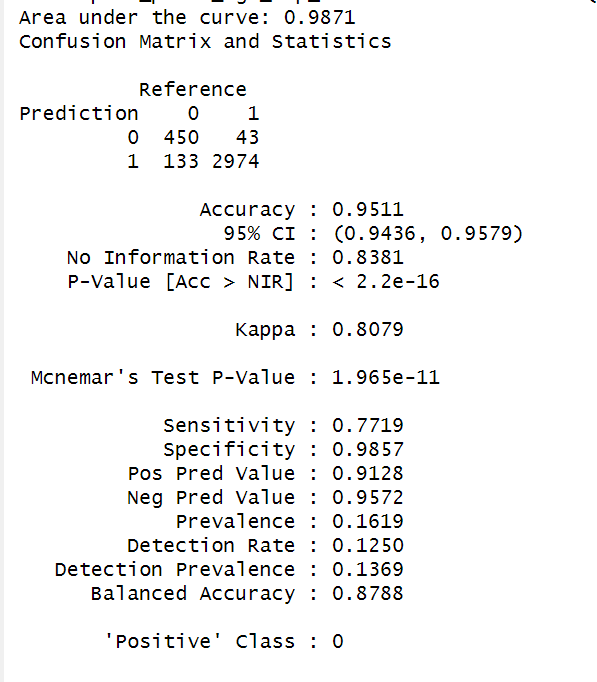 Area under the curve: 0.9871
Confusion Matrix and Statistics
Reference
Prediction 0 1
0 450 43
1 133 2974
Accuracy : 0.9511
95% CI : (0.9436, 0.9579)
No Information Rate : 0.8381
P-Value [Acc > NIR] : < 2.2e-16
Kappa : 0.8079
Mcnemar's Test P-Value : 1.965e-11
Sensitivity : 0.7719
Specificity : 0.9857
Pos Pred Value : 0.9128
Neg Pred Value : 0.9572
Prevalence : 0.1619
Detection Rate : 0.1250
Detection Prevalence : 0.1369
Balanced Accuracy : 0.8788
'Positive' Class : 0